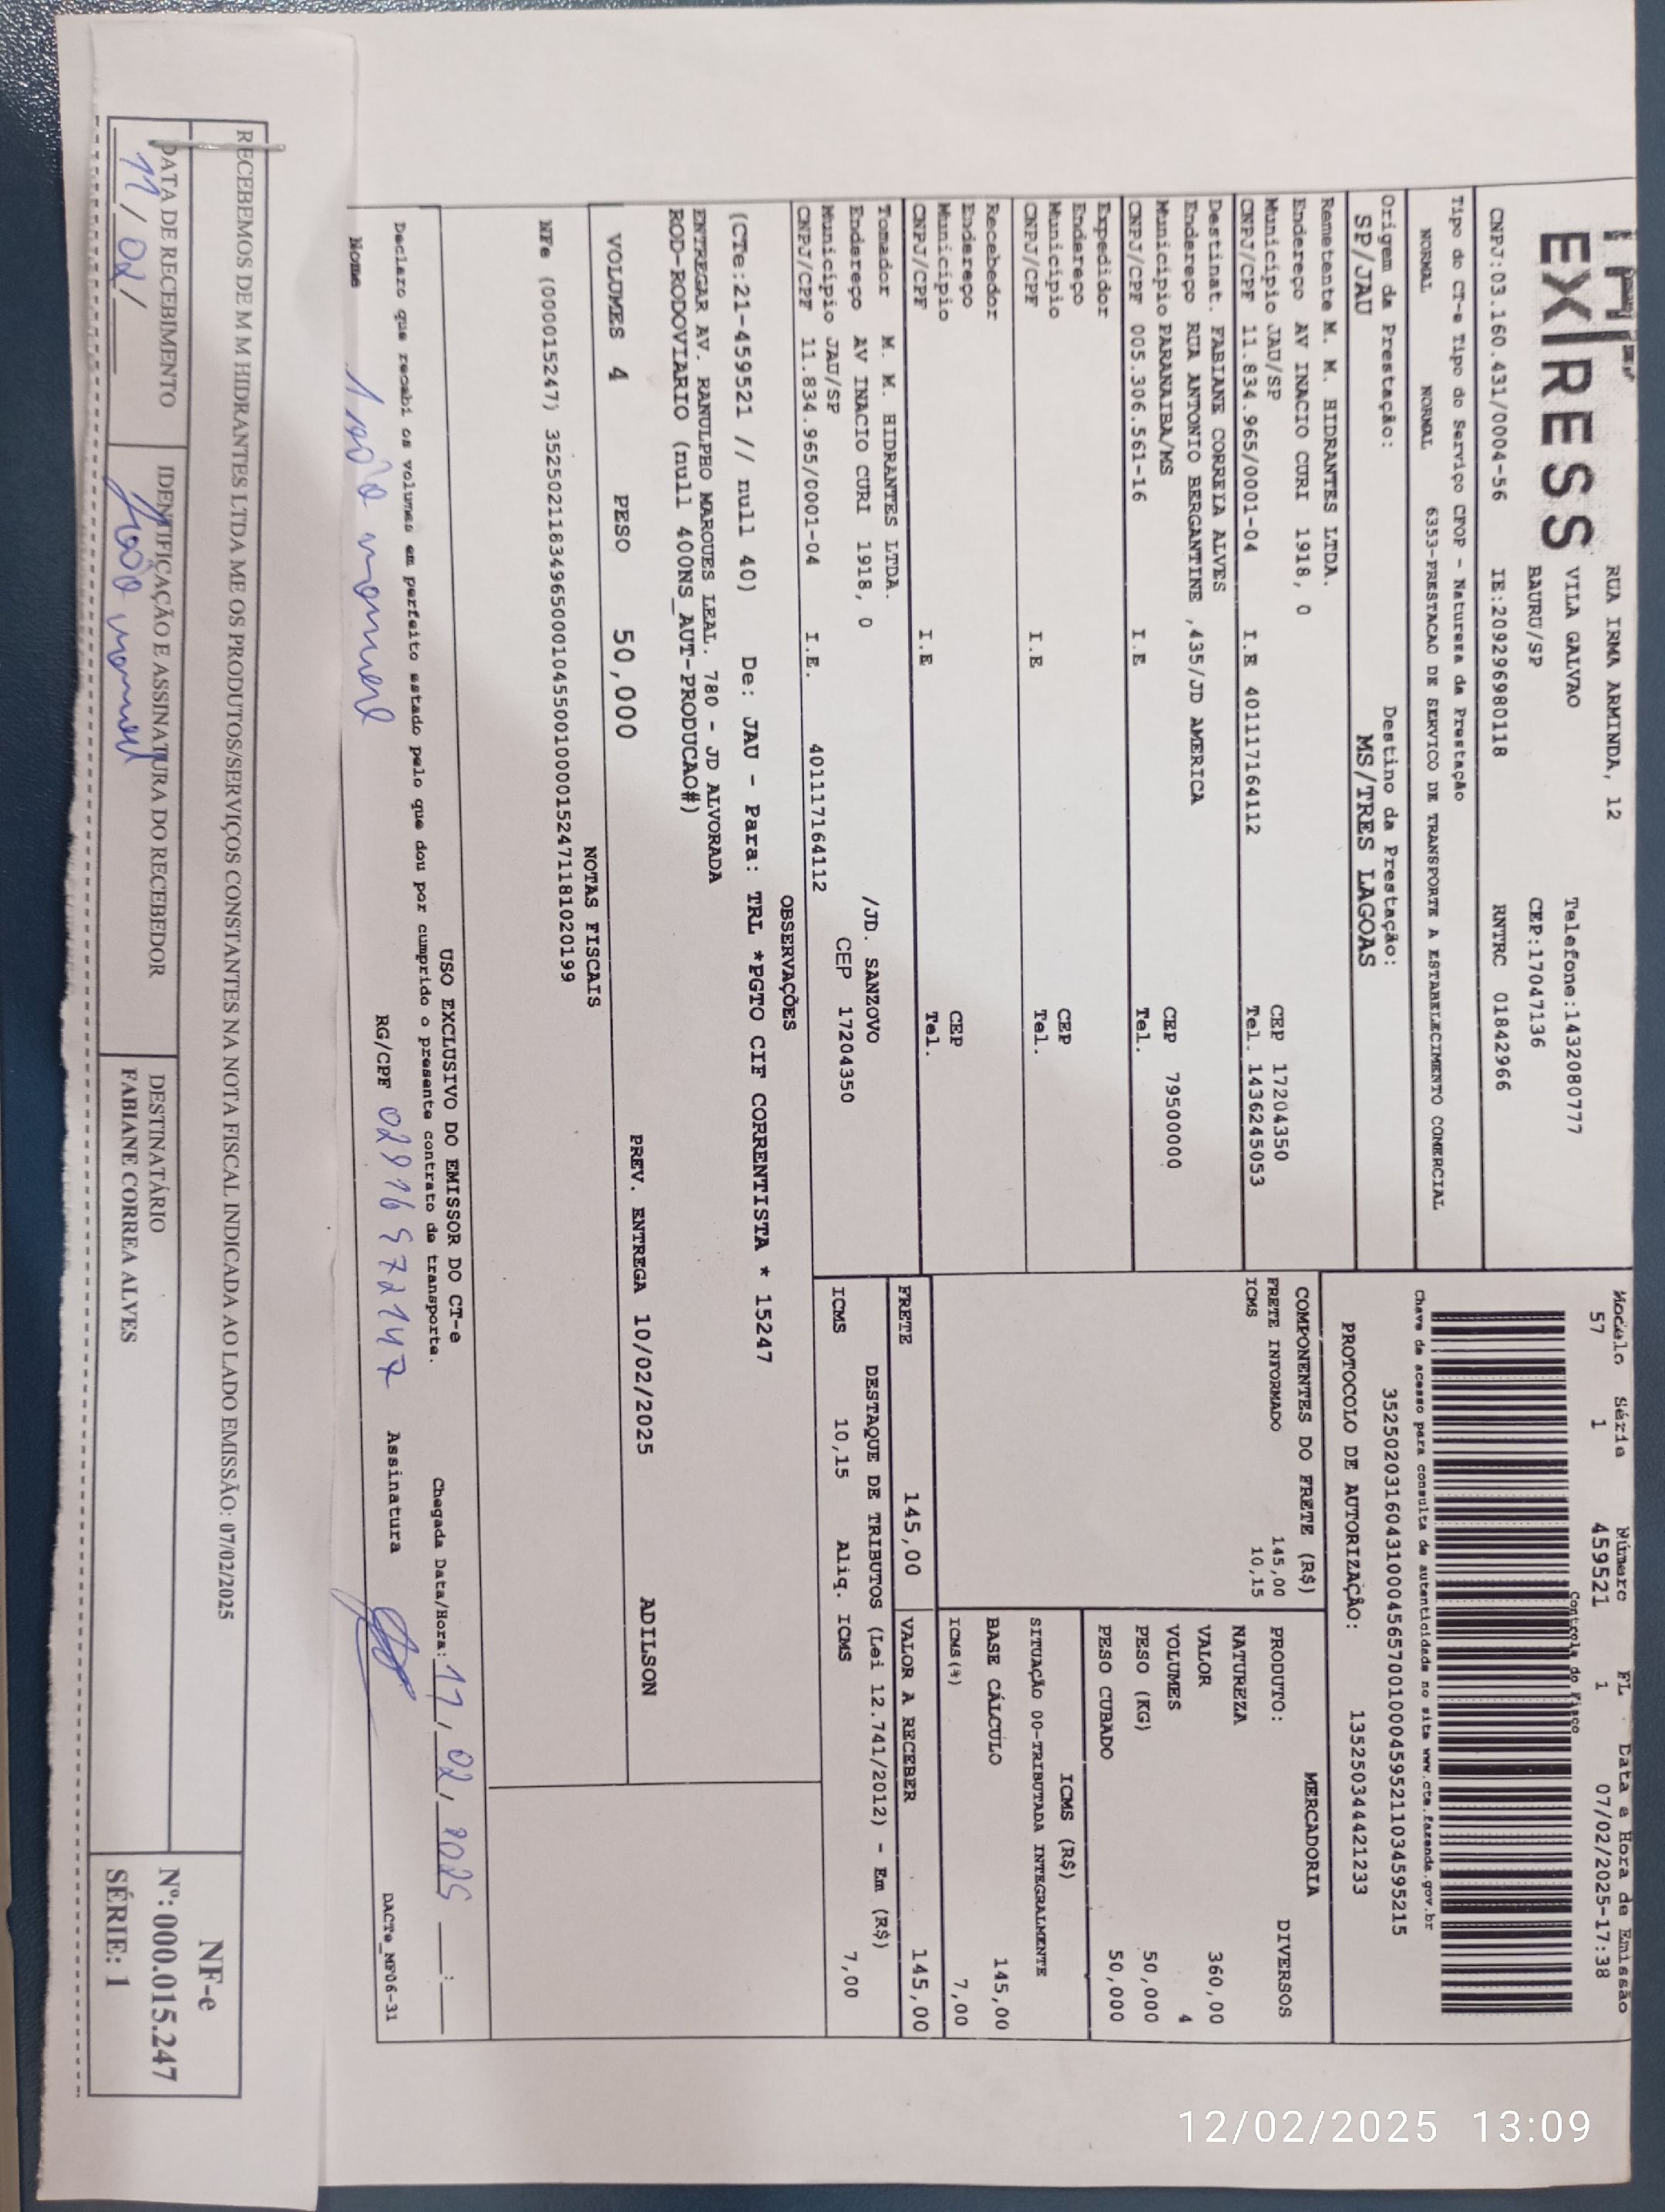 EXPRESS
RUA IRMA ARMINDA, 12
VILA GALVAO
Telefone:1432080777
BAURU/SP
CEP:17047136
CNPJ:03.160.431/0004-56 IE:209296980118 RNTRC 01842966
Modulo Série Número FL Data e Hora de Emissão
57 1 459521 1 07/02/2025-17:38
Controle do Fisco
Chave de acesso para consulta de autenticidade no site www.cte.fazenda.gov.br
35250203160431000456570010004595211034595215
PROTOCOLO DE AUTORIZAÇÃO: 135250344421233
Tipo do CT-e Tipo do Serviço CFOP - Natureza da Prestação
NORMAL NORMAL 6353-PRESTACAO DE SERVICO DE TRANSPORTE A ESTABELECIMENTO COMERCIAL
Origem da Prestação: Destino da Prestação:
SP/JAU MS/TRES LAGOAS
Remetente M. M. HIDRANTES LTDA.
Endereço AV INACIO CURI 1918, 0
Município JAU/SP CEP 17204350
CNPJ/CPF 11.834.965/0001-04 I.E 401117164112 Tel. 1436245053
Destinat. FABIANE CORREIA ALVES
Endereço RUA ANTONIO BERGANTINE ,435/JD AMERICA
Município PARANAIBA/MS CEP 79500000
CNPJ/CPF 005.306.561-16 I.E Tel.
Expedidor
Endereço
Município CEP
CNPJ/CPF I.E Tel.
Recebedor
Endereço
Município CEP
CNPJ/CPF I.E Tel.
Tomador M. M. HIDRANTES LTDA.
Endereço AV INACIO CURI 1918, 0 /JD. SANZOVO
Município JAU/SP CEP 17204350
CNPJ/CPF 11.834.965/0001-04 I.E. 401117164112
COMPONENTES DO FRETE (R$)
FRETE INFORMADO 145,00
ICMS 10,15
MERCADORIA
PRODUTO: DIVERSOS
NATUREZA
VALOR 360,00
VOLUMES 4
PESO (KG) 50,000
PESO CUBADO 50,000
ICMS (R$)
SITUAÇÃO 00-TRIBUTADA INTEGRALMENTE
BASE CÁLCULO 145,00
ICMS(%) 7,00
FRETE 145,00 VALOR A RECEBER 145,00
DESTAQUE DE TRIBUTOS (Lei 12.741/2012) - Em (R$)
ICMS 10,15 Aliq. ICMS 7,00
OBSERVAÇÕES
(CTe:21-459521 // null 40) De: JAU - Para: TRL *PGTO CIF CORRENTISTA * 15247
ENTREGAR AV. RANULPHO MARQUES LEAL. 780 - JD ALVORADA
ROD-RODOVIARIO (null 400NS_AUT-PRODUCAO#)
VOLUMES 4 PESO 50,000 PREV. ENTREGA 10/02/2025 ADILSON
NOTAS FISCAIS
NFe (000015247) 35250211834965000104550010000152471181020199
USO EXCLUSIVO DO EMISSOR DO CT-e
Declaro que recebi os volumes em perfeito estado pelo que dou por cumprido o presente contrato de transporte.
Chegada Data/Hora: 11/02/2025 __:__
Nome João manuel RG/CPF 02916572147 Assinatura
DACTe_MF06-31
RECEBEMOS DE M M HIDRANTES LTDA ME OS PRODUTOS/SERVIÇOS CONSTANTES NA NOTA FISCAL INDICADA AO LADO EMISSÃO: 07/02/2025
DATA DE RECEBIMENTO
11/02/
IDENTIFICAÇÃO E ASSINATURA DO RECEBEDOR
João manuel
DESTINATÁRIO
FABIANE CORREA ALVES
NF-e
Nº: 000.015.247
SÉRIE: 1
12/02/2025 13:09